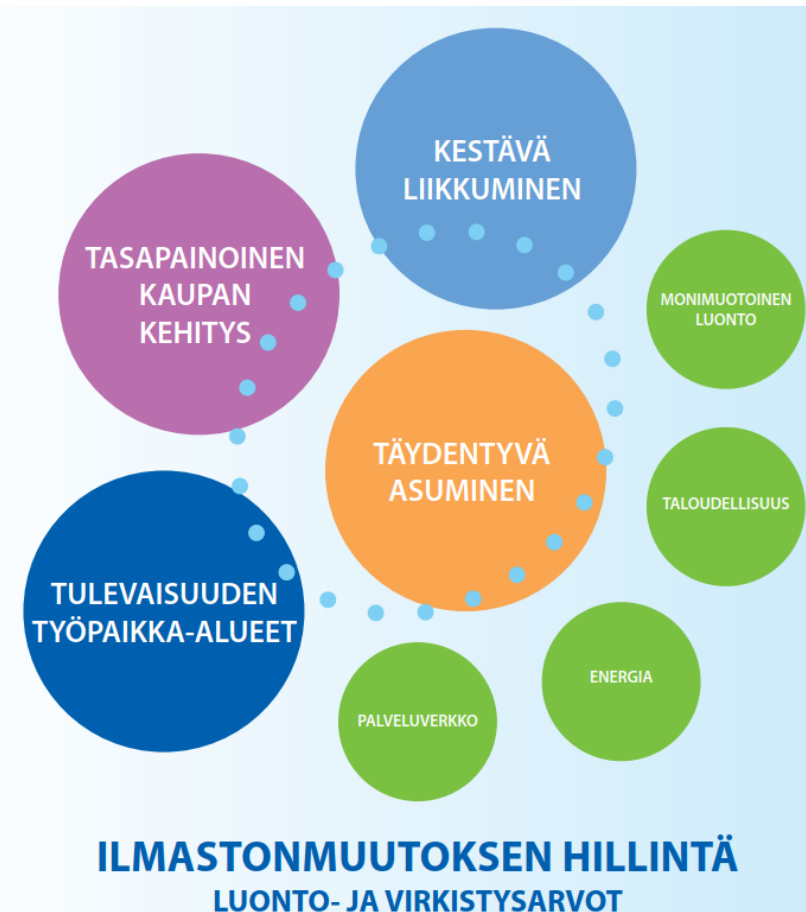 KESTÄVÄ
LIIKKUMINEN
TASAPAINOINEN
KAUPAN
KEHITYS
MONIMUOTOINEN
LUONTO
TÄYDENTYVÄ
ASUMINEN
TALOUDELLISUUS
TULEVAISUUDEN
TYÖPAIKKA-ALUEET
ENERGIA
PALVELUVERKKO
ILMASTONMUUTOKSEN HILLINTÄ
LUONTO- JA VIRKISTYSARVOT